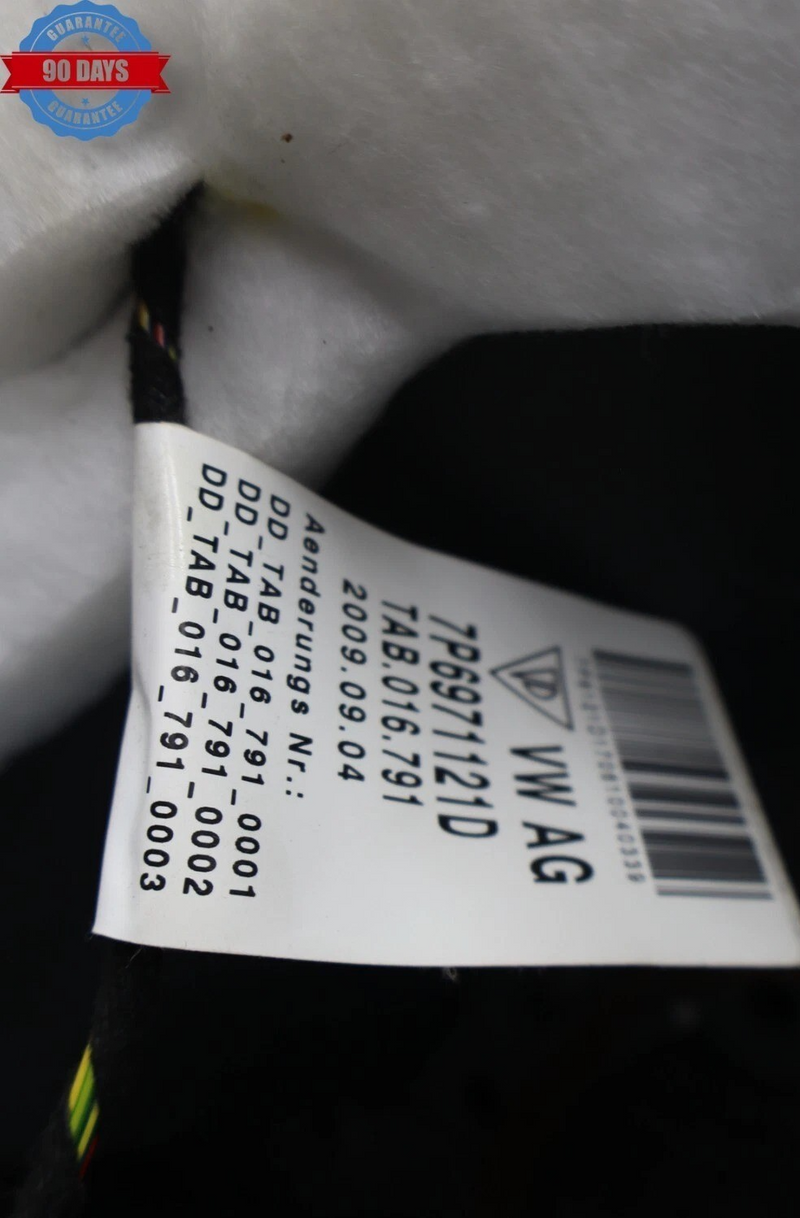 GUARANTEE
90 DAYS
GUARANTEE
VW AG
7P6971121D
TAB.016.791
2009.09.04
Aenderungs Nr.:
DD_TAB_016_791_0001
DD_TAB_016_791_0002
DD_TAB_016_791_0003